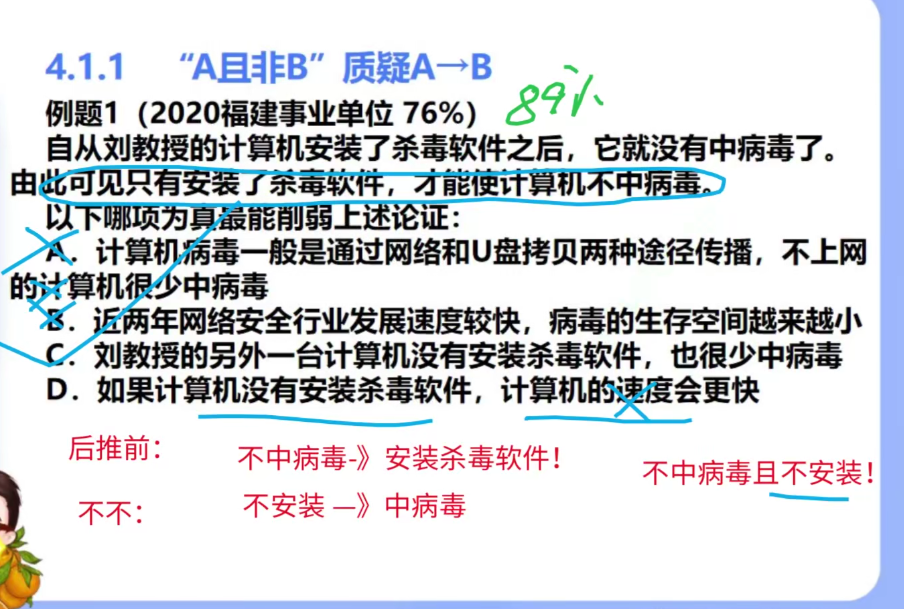 4.1.1 “A且非B”质疑A→B
例题1（2020福建事业单位 76%）
自从刘教授的计算机安装了杀毒软件之后，它就没有中病毒了。
由此可见只有安装了杀毒软件，才能使计算机不中病毒。
以下哪项为真最能削弱上述论证：
A．计算机病毒一般是通过网络和U盘拷贝两种途径传播，不上网
的计算机很少中病毒
B．近两年网络安全行业发展速度较快，病毒的生存空间越来越小
C．刘教授的另外一台计算机没有安装杀毒软件，也很少中病毒
D．如果计算机没有安装杀毒软件，计算机的速度会更快
后推前： 不中病毒-》安装杀毒软件！
不中病毒且不安装！
不不： 不安装 —》中病毒